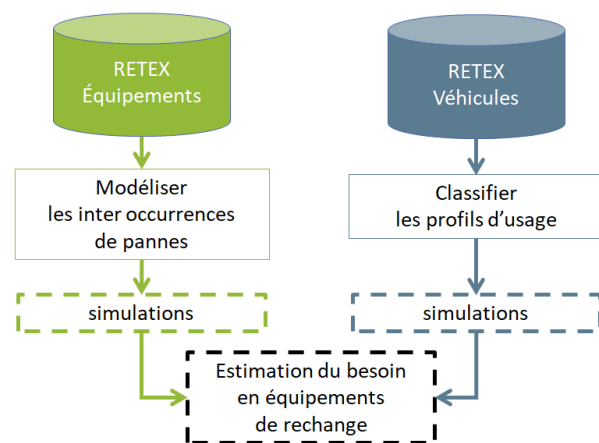 RETEX
Équipements
RETEX
Véhicules
Modéliser
les inter occurrences
de pannes
Classifier
les profils d'usage
simulations
simulations
Estimation du besoin
en équipements
de rechange